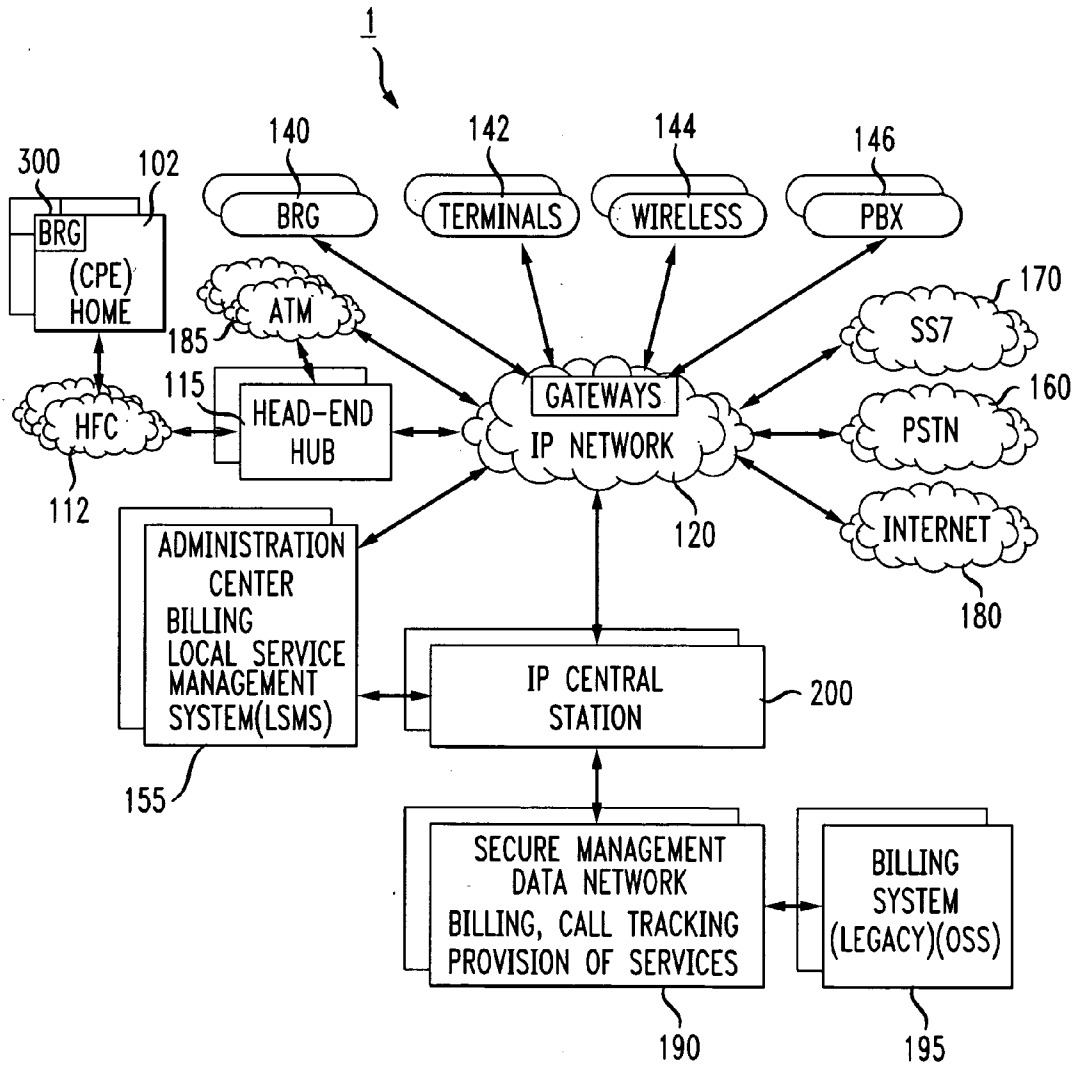 1
140
142
144
146
300
102
BRG
TERMINALS
WIRELESS
PBX
BRG
(CPE)
HOME
ATM
185
170
SS7
GATEWAYS
IP NETWORK
115
HEAD-END
HUB
HFC
112
160
PSTN
120
INTERNET
180
ADMINISTRATION
CENTER
BILLING
LOCAL SERVICE
MANAGEMENT
SYSTEM(LSMS)
155
IP CENTRAL
STATION
200
SECURE MANAGEMENT
DATA NETWORK
BILLING, CALL TRACKING
PROVISION OF SERVICES
190
BILLING
SYSTEM
(LEGACY)(OSS)
195